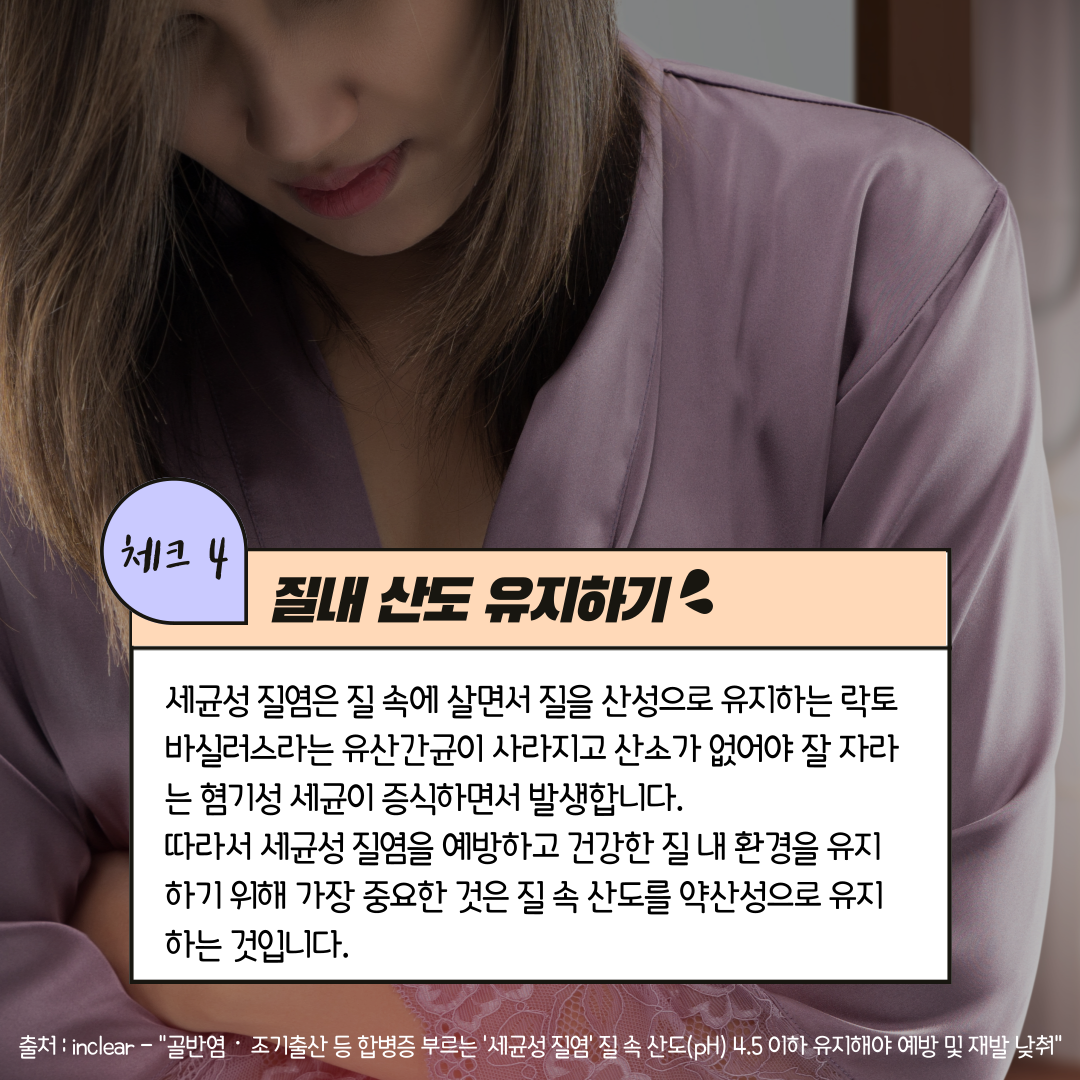 체크 4
질내 산도 유지하기
세균성 질염은 질 속에 살면서 질을 산성으로 유지하는 락토
바실러스라는 유산간균이 사라지고 산소가 없어야 잘 자라
는 혐기성 세균이 증식하면서 발생합니다.
따라서 세균성 질염을 예방하고 건강한 질 내 환경을 유지
하기 위해 가장 중요한 것은 질 속 산도를 약산성으로 유지
하는 것입니다.
출처 : inclear - "골반염 · 조기출산 등 합병증 부르는 '세균성 질염' 질 속 산도(pH) 4.5 이하 유지해야 예방 및 재발 낮춰"